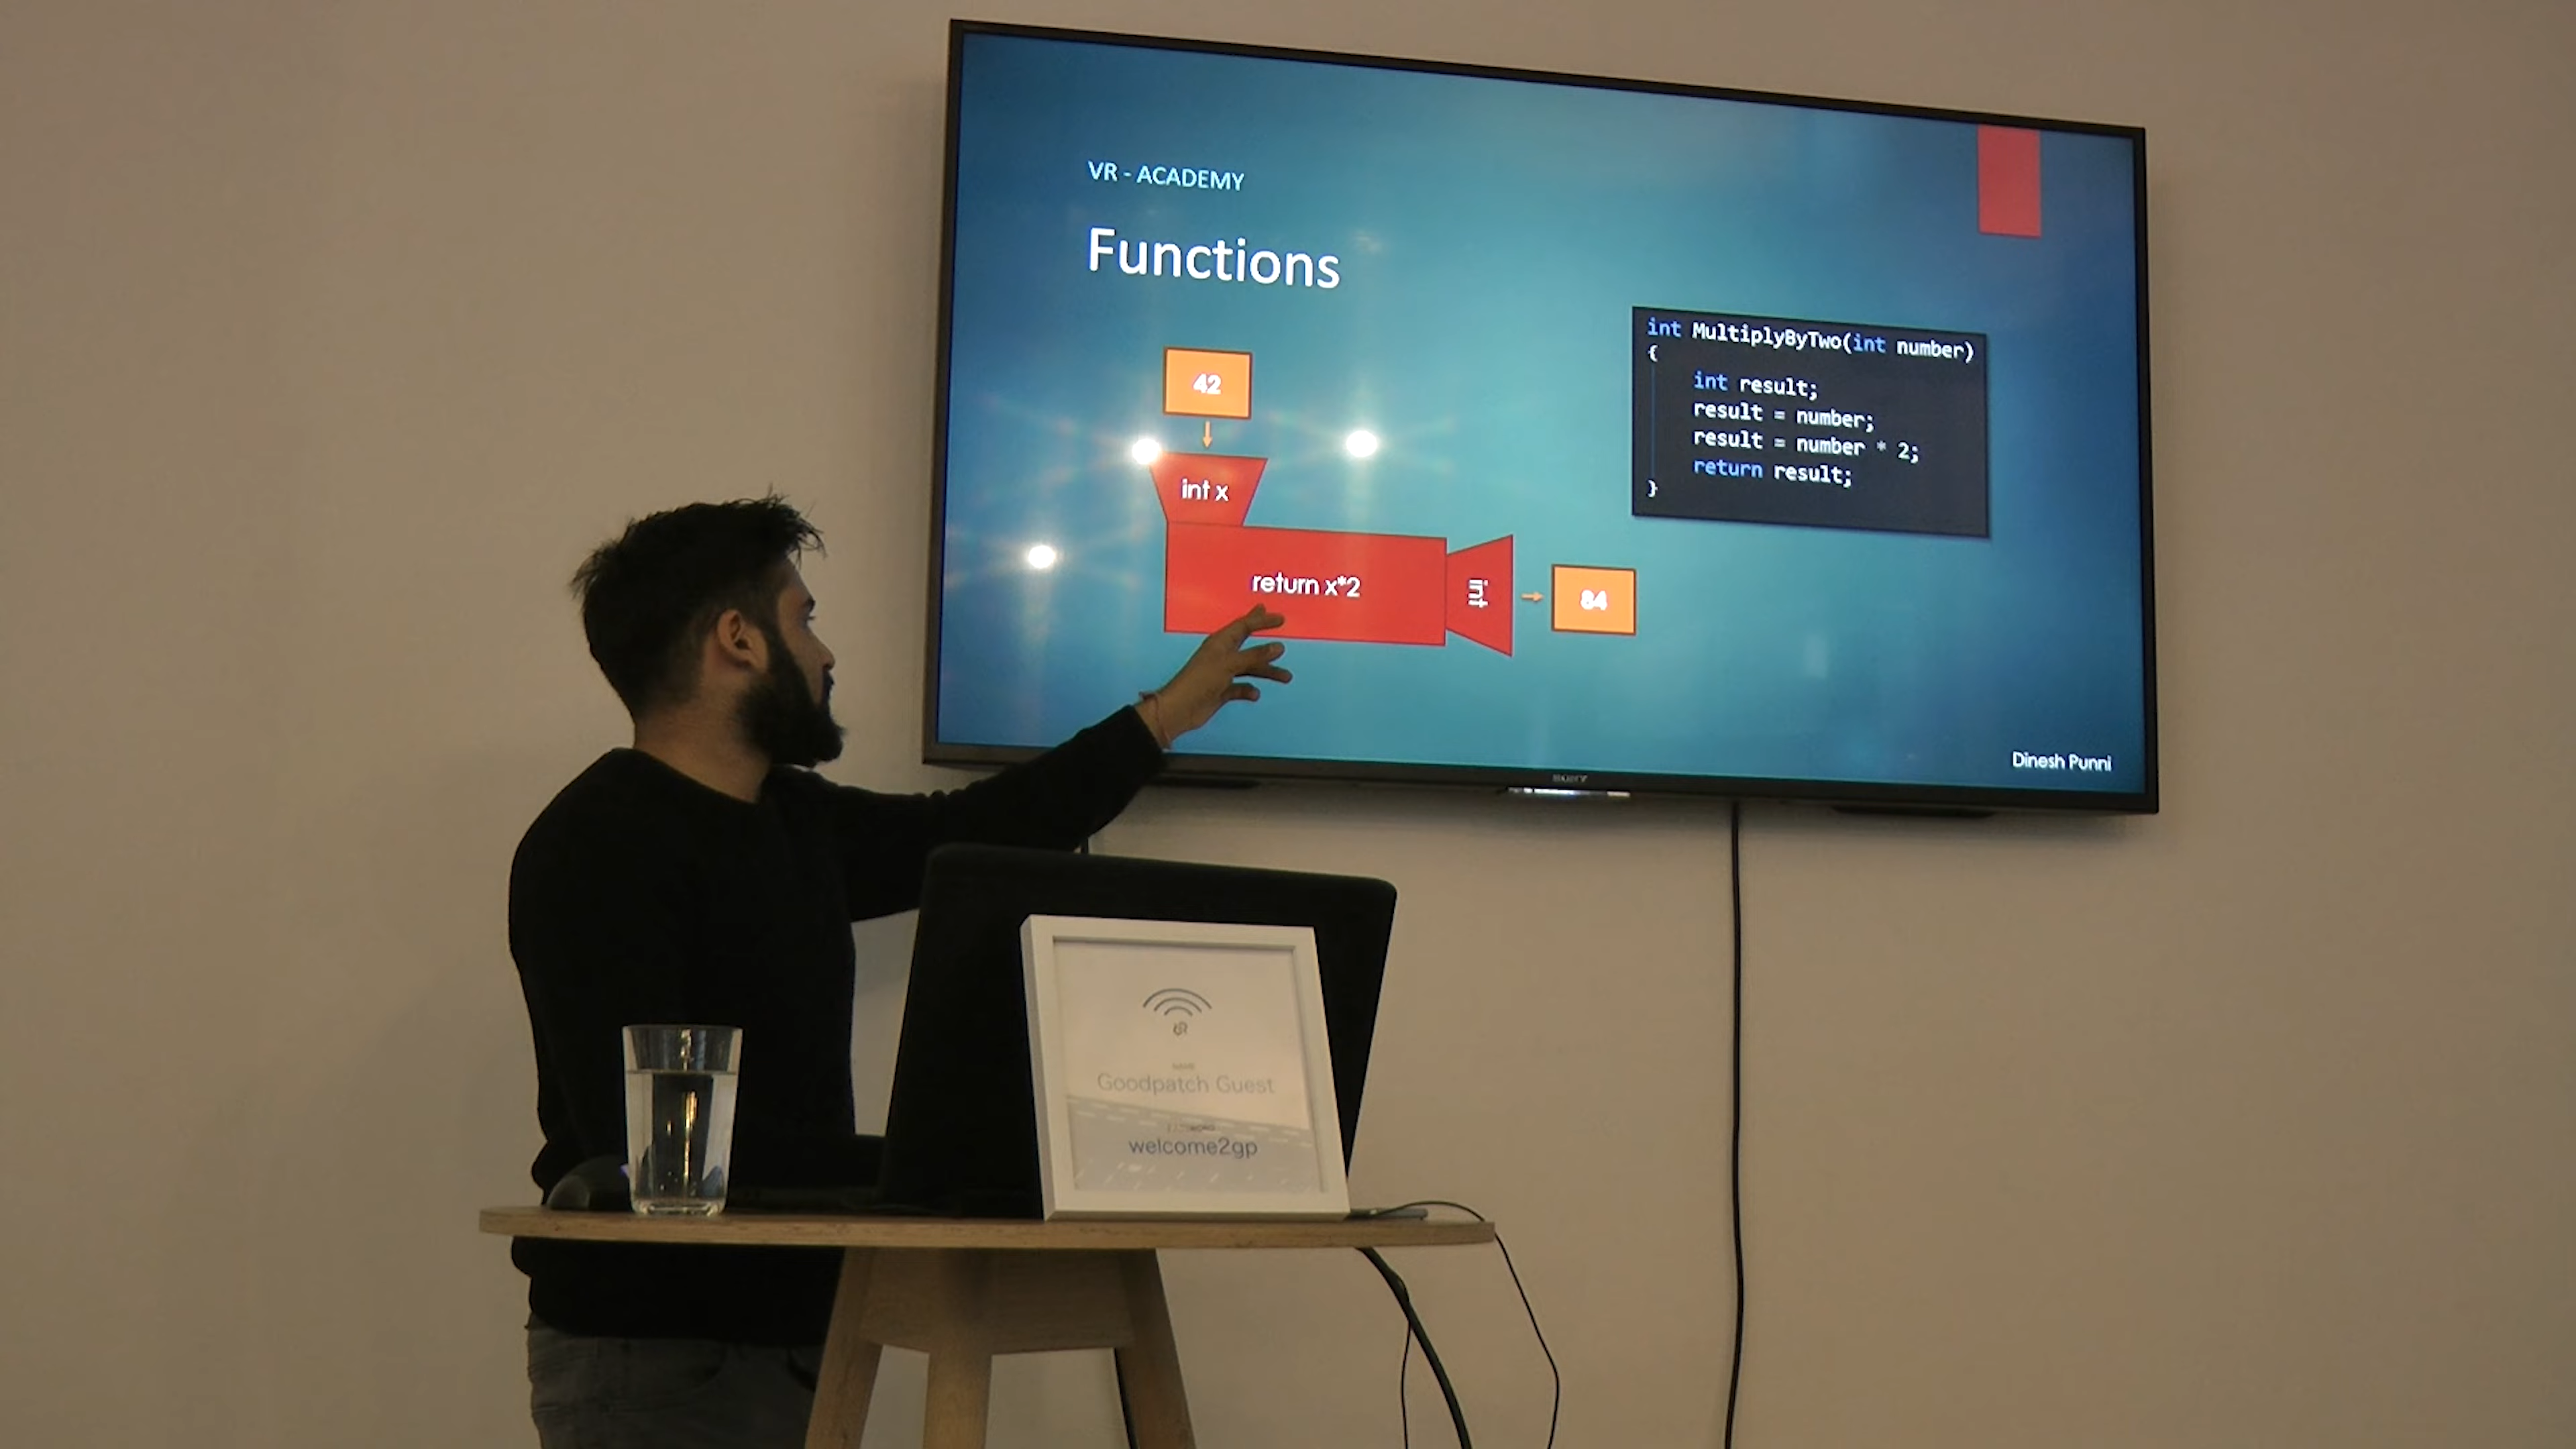 VR - ACADEMY
Functions
42
int x
return x*2
int
84
int MultiplyByTwo(int number)
{
int result;
result = number;
result = number * 2;
return result;
}
Dinesh Punni
SONY
Goodpatch Guest
welcome2gp